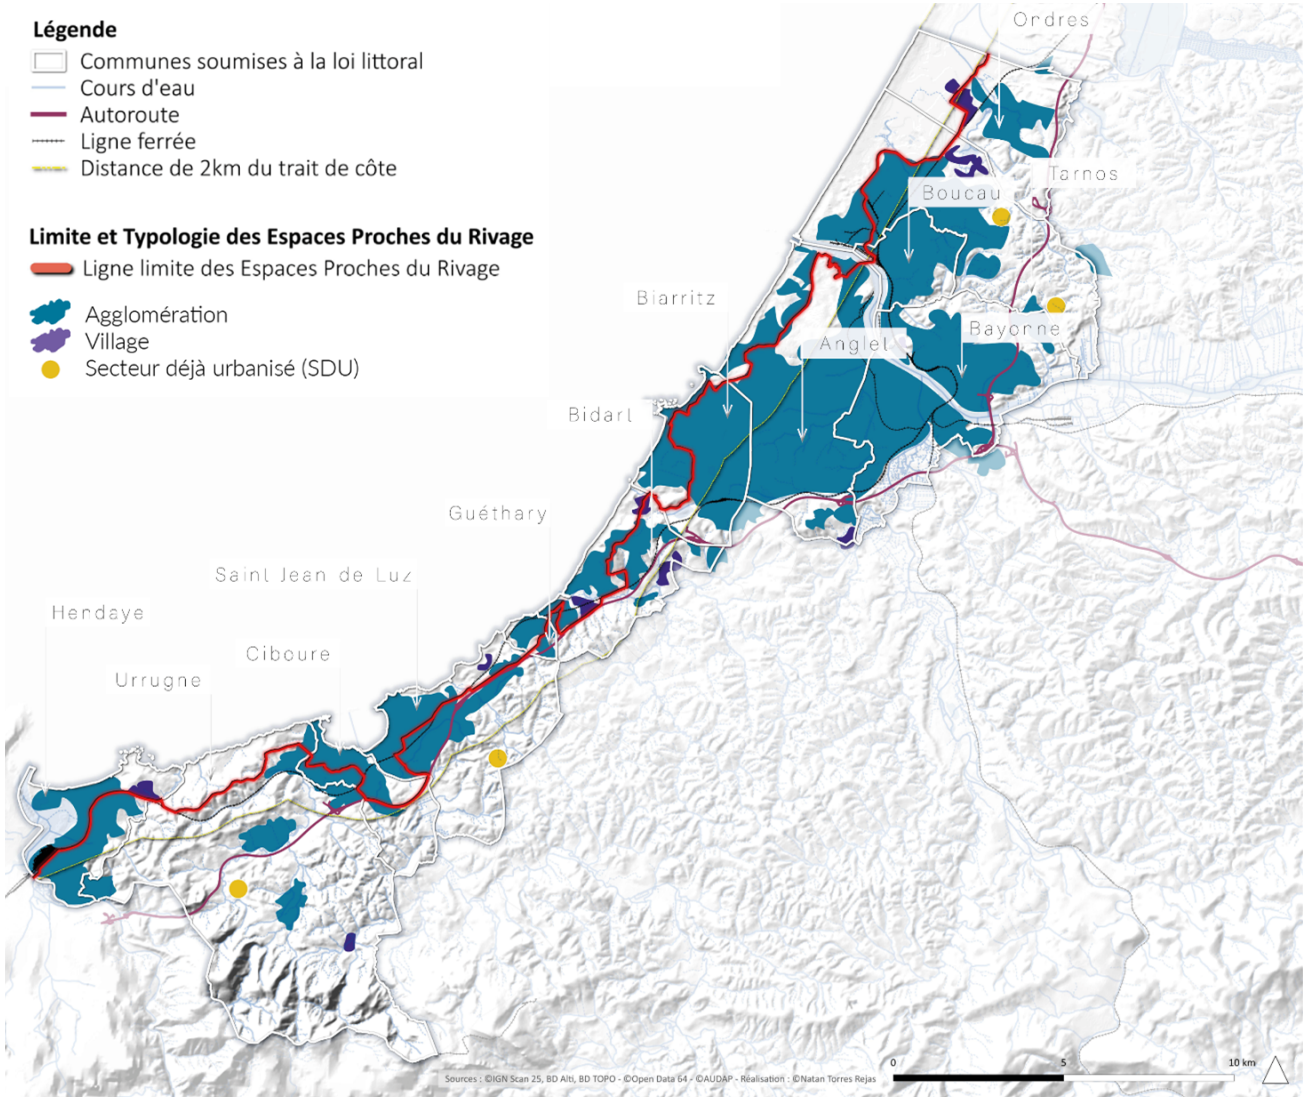 Légende
Communes soumises à la loi littoral
Cours d'eau
Autoroute
Ligne ferrée
Distance de 2km du trait de côte
Limite et Typologie des Espaces Proches du Rivage
Ligne limite des Espaces Proches du Rivage
Agglomération
Village
Secteur déjà urbanisé (SDU)
Ondres
Tarnos
Boucau
Biarritz
Bayonne
Anglet
Bidart
Guéthary
Saint Jean de Luz
Hendaye
Ciboure
Urrugne
0 5 10 km
Sources : ©IGN Scan 25, BD Alti, BD TOPO - ©Open Data 64 - ©AUDAP - Réalisation : ©Natan Torres Rejas